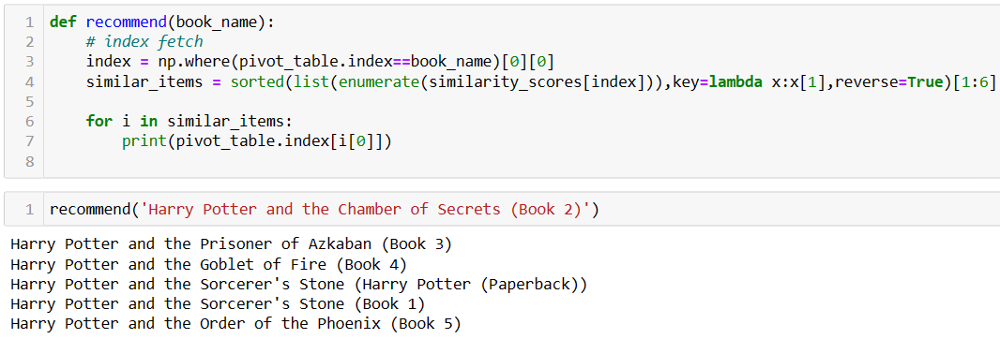 1 def recommend(book_name):
2     # index fetch
3     index = np.where(pivot_table.index==book_name)[0][0]
4     similar_items = sorted(list(enumerate(similarity_scores[index])),key=lambda x:x[1],reverse=True)[1:6]
5
6     for i in similar_items:
7         print(pivot_table.index[i[0]])
8
1 recommend('Harry Potter and the Chamber of Secrets (Book 2)')
Harry Potter and the Prisoner of Azkaban (Book 3)
Harry Potter and the Goblet of Fire (Book 4)
Harry Potter and the Sorcerer's Stone (Harry Potter (Paperback))
Harry Potter and the Sorcerer's Stone (Book 1)
Harry Potter and the Order of the Phoenix (Book 5)